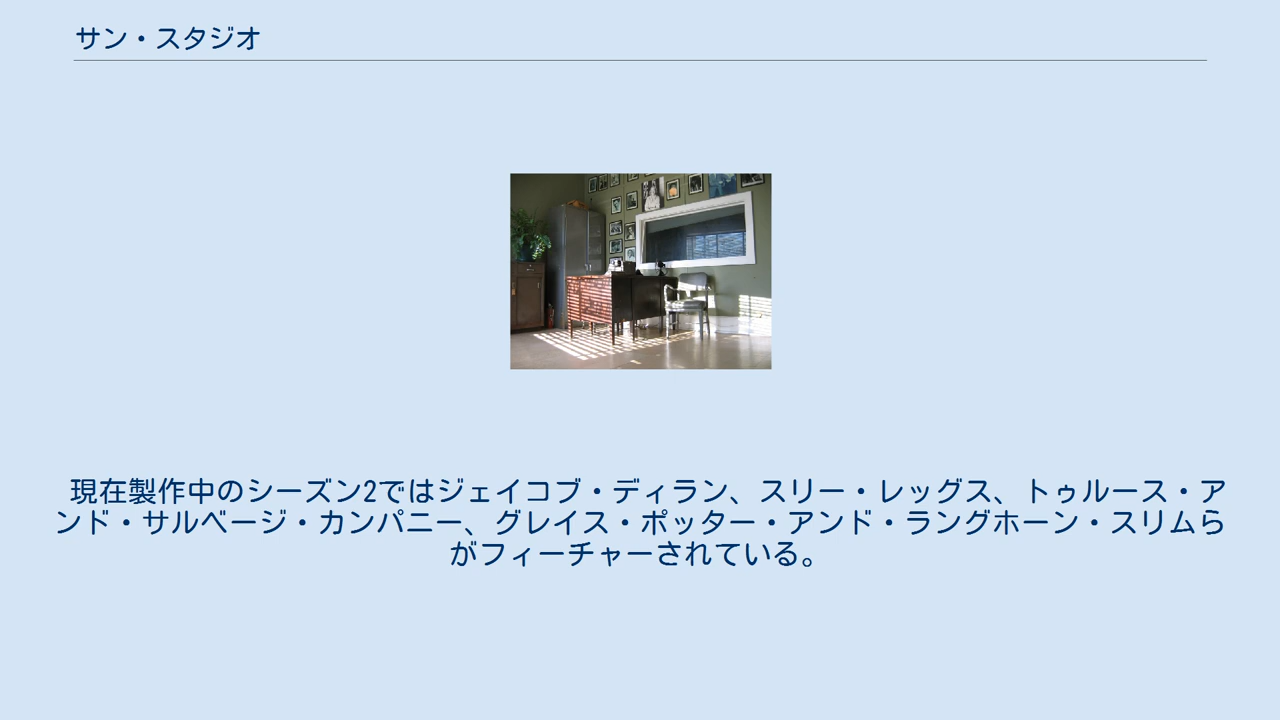 サン・スタジオ
現在製作中のシーズン2ではジェイコブ・ディラン、スリー・レッグス、トゥルース・ア
ンド・サルベージ・カンパニー、グレイス・ポッター・アンド・ラングホーン・スリムら
がフィーチャーされている。